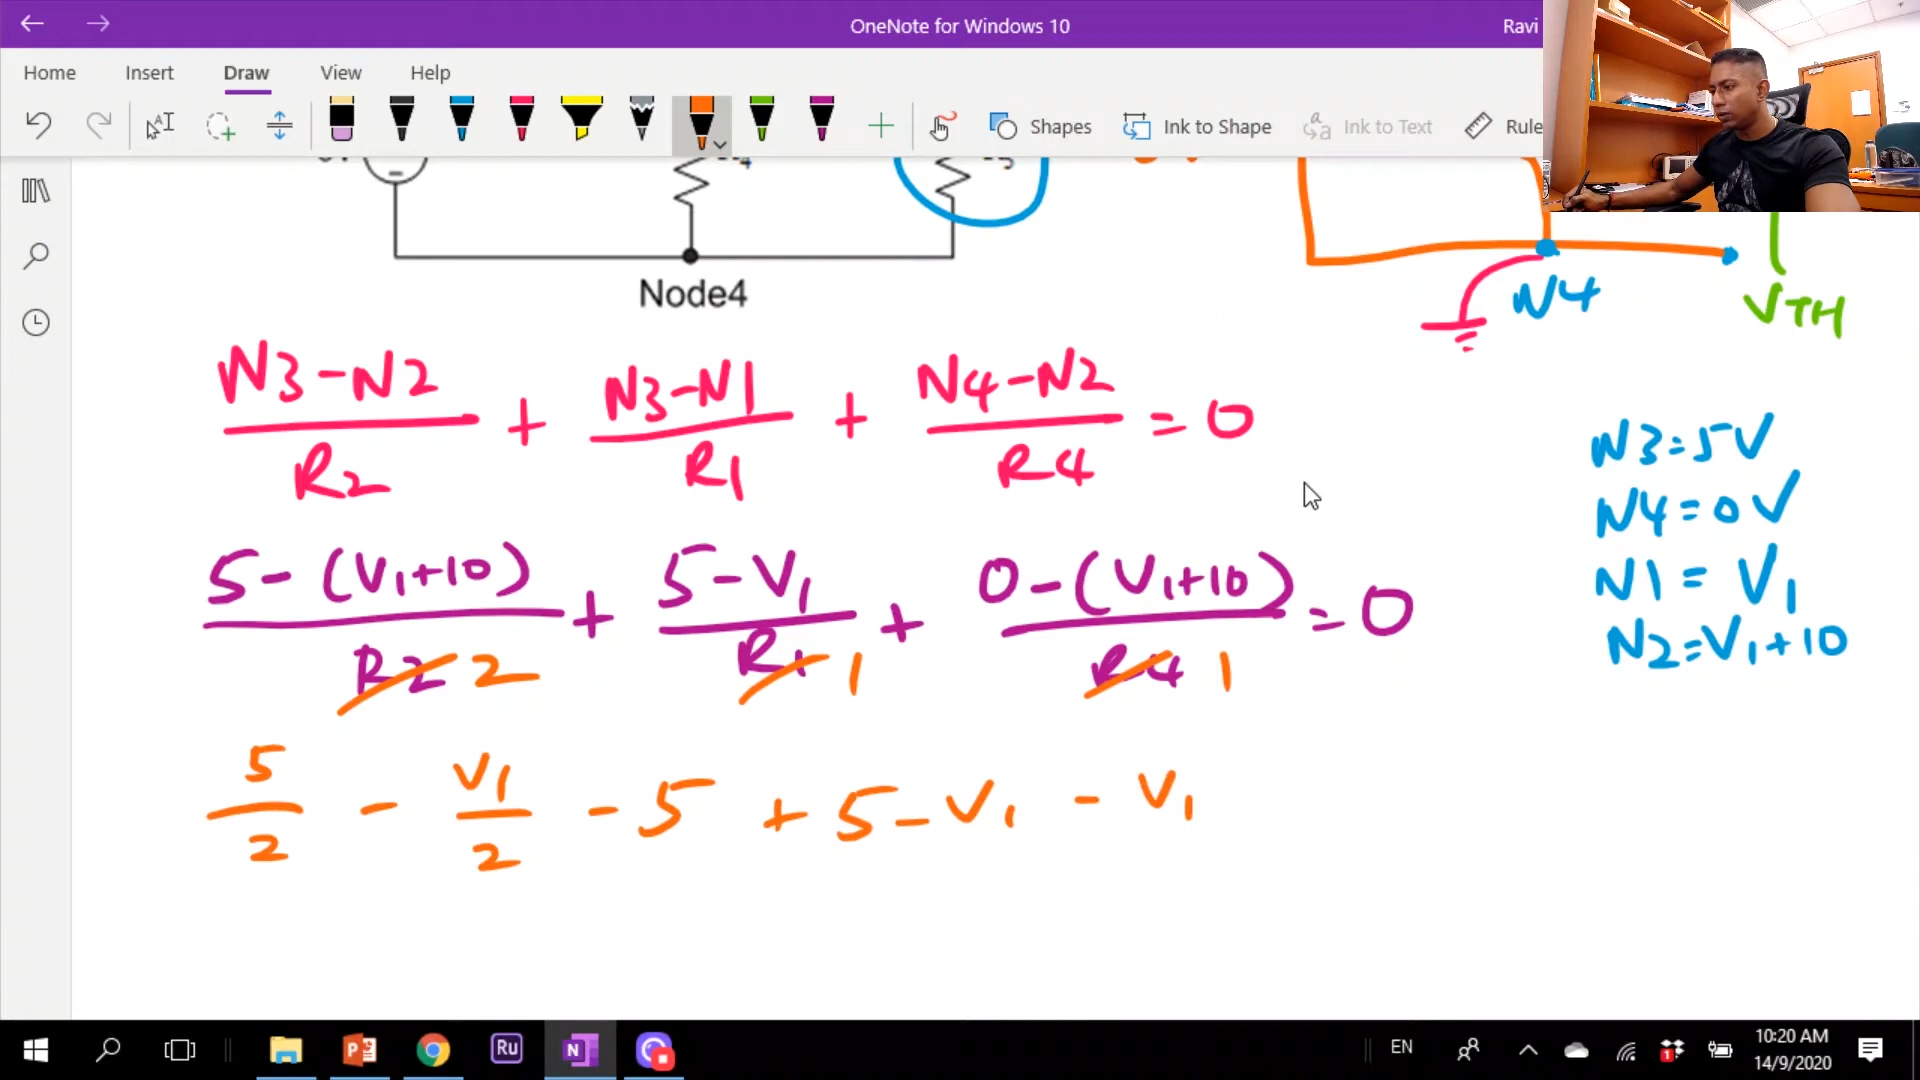 OneNote for Windows 10
Ravi
Home Insert Draw View Help
Shapes Ink to Shape Ink to Text Rule
Node4
N4
VTH
N3-N2/R2 + N3-N1/R1 + N4-N2/R4 = 0
N3=5V
N4=0V
N1=V1
N2=V1+10
5-(V1+10)/R2 2 + 5-V1/R1 1 + 0-(V1+10)/R4 1 = 0
5/2 - V1/2 - 5 + 5 - V1 - V1
Ru
EN
10:20 AM
14/9/2020